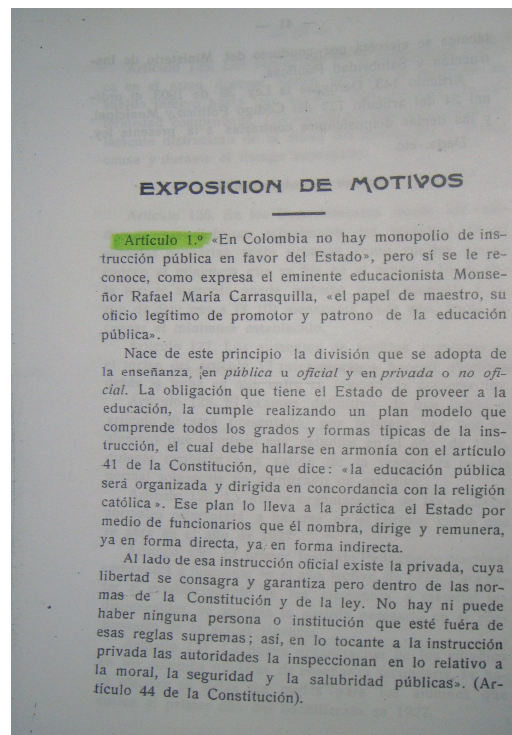 EXPOSICION DE MOTIVOS
Artículo 1.º «En Colombia no hay monopolio de ins-
trucción pública en favor del Estado», pero sí se le re-
conoce, como expresa el eminente educacionista Monse-
ñor Rafael María Carrasquilla, «el papel de maestro, su
oficio legítimo de promotor y patrono de la educación
pública».
Nace de este principio la división que se adopta de
la enseñanza, en pública u oficial y en privada o no ofi-
cial. La obligación que tiene el Estado de proveer a la
educación, la cumple realizando un plan modelo que
comprende todos los grados y formas típicas de la ins-
trucción, el cual debe hallarse en armonía con el artículo
41 de la Constitución, que dice: «la educación pública
será organizada y dirigida en concordancia con la religión
católica». Ese plan lo lleva a la práctica el Estado por
medio de funcionarios que él nombra, dirige y remunera,
ya en forma directa, ya en forma indirecta.
Al lado de esa instrucción oficial existe la privada, cuya
libertad se consagra y garantiza pero dentro de las nor-
mas de la Constitución y de la ley. No hay ni puede
haber ninguna persona o institución que esté fuéra de
esas reglas supremas; así, en lo tocante a la instrucción
privada las autoridades la inspeccionan en lo relativo a
la moral, la seguridad y la salubridad públicas». (Ar-
tículo 44 de la Constitución).